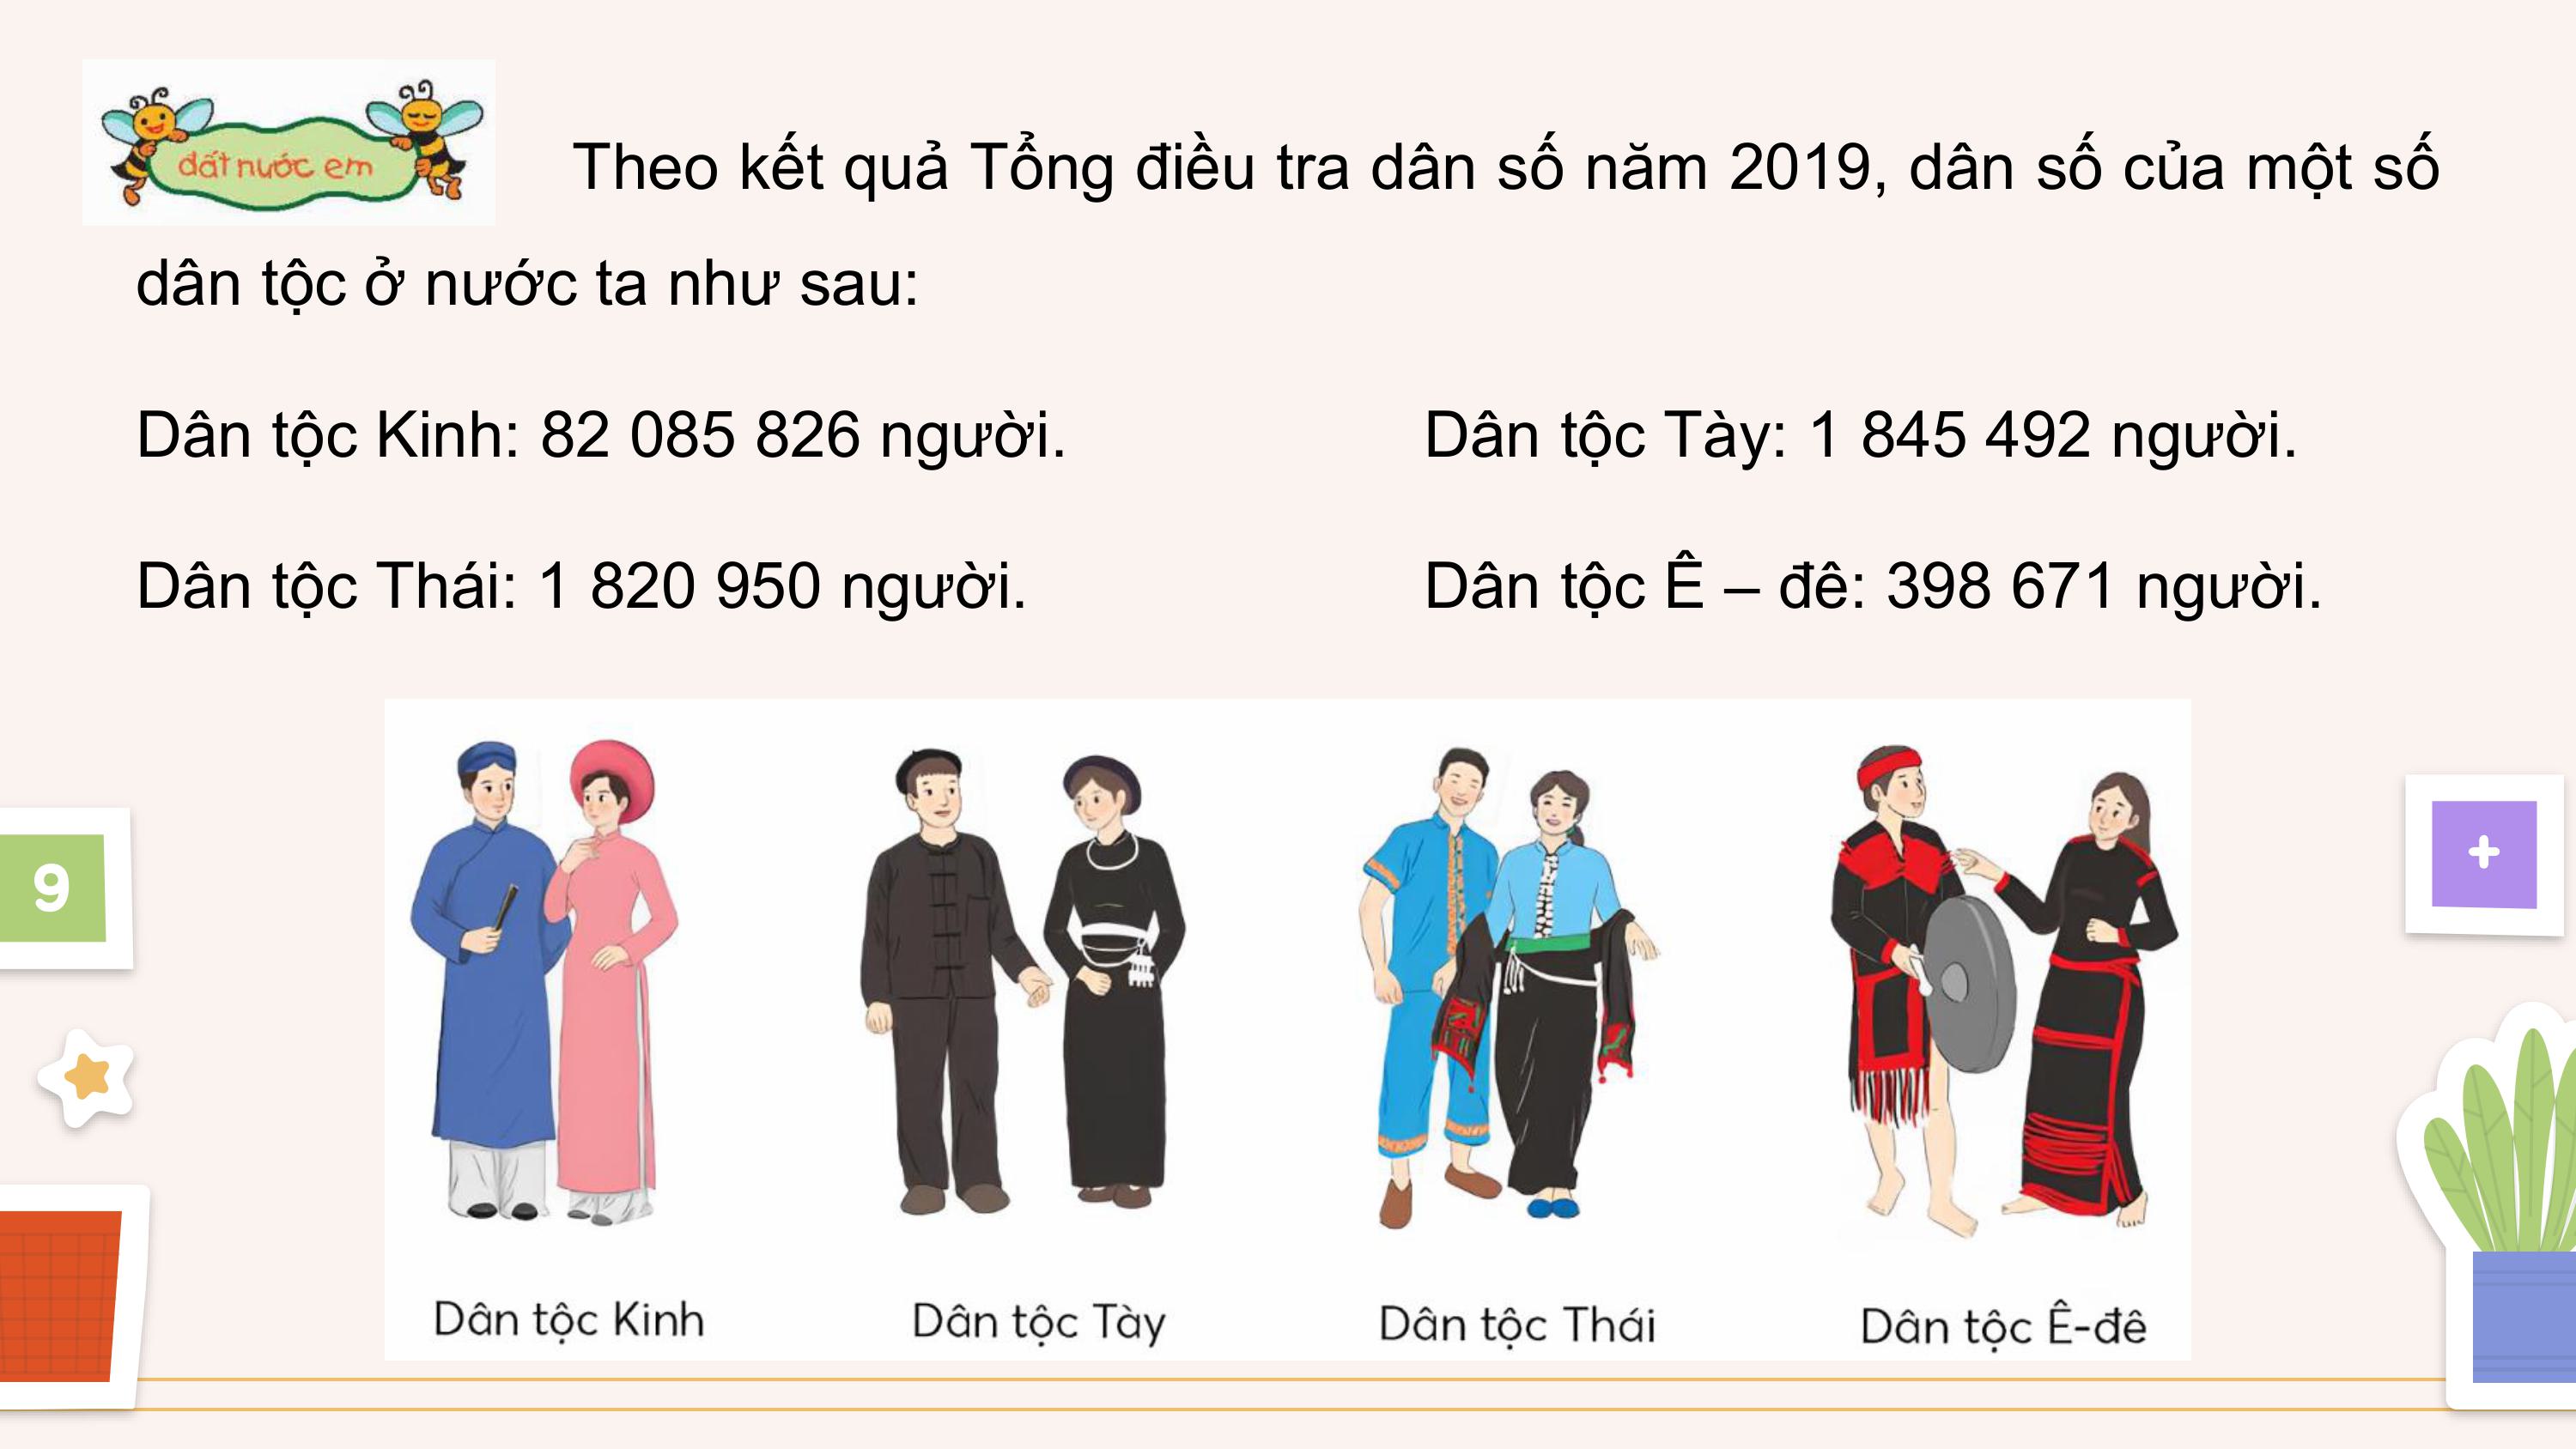 đất nước em
Theo kết quả Tổng điều tra dân số năm 2019, dân số của một số
dân tộc ở nước ta như sau:
Dân tộc Kinh: 82 085 826 người.
Dân tộc Tày: 1 845 492 người.
Dân tộc Thái: 1 820 950 người.
Dân tộc Ê – đê: 398 671 người.
9
+
Dân tộc Kinh
Dân tộc Tày
Dân tộc Thái
Dân tộc Ê-đê